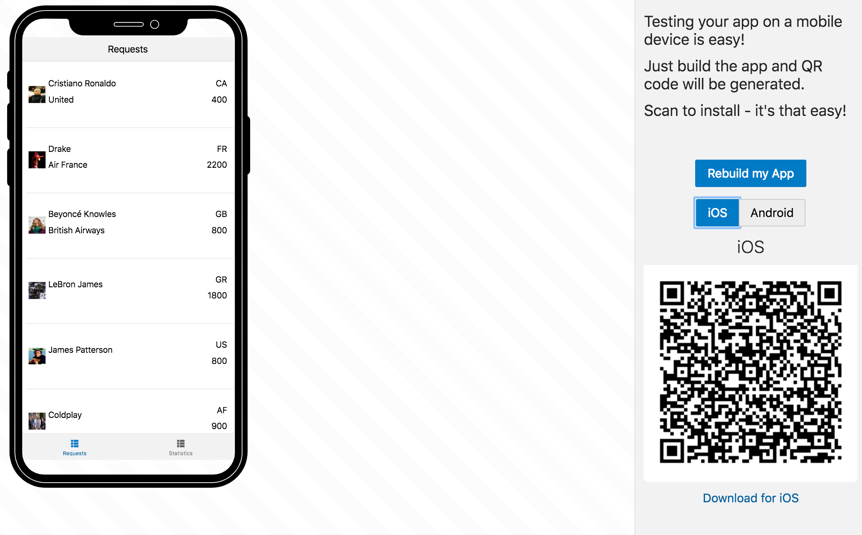 Requests
Cristiano Ronaldo CA
United 400
Drake FR
Air France 2200
Beyoncé Knowles GB
British Airways 800
LeBron James GR
1800
James Patterson US
800
Coldplay AF
900
Requests Statistics
Testing your app on a mobile
device is easy!
Just build the app and QR
code will be generated.
Scan to install - it's that easy!
Rebuild my App
iOS Android
iOS
Download for iOS